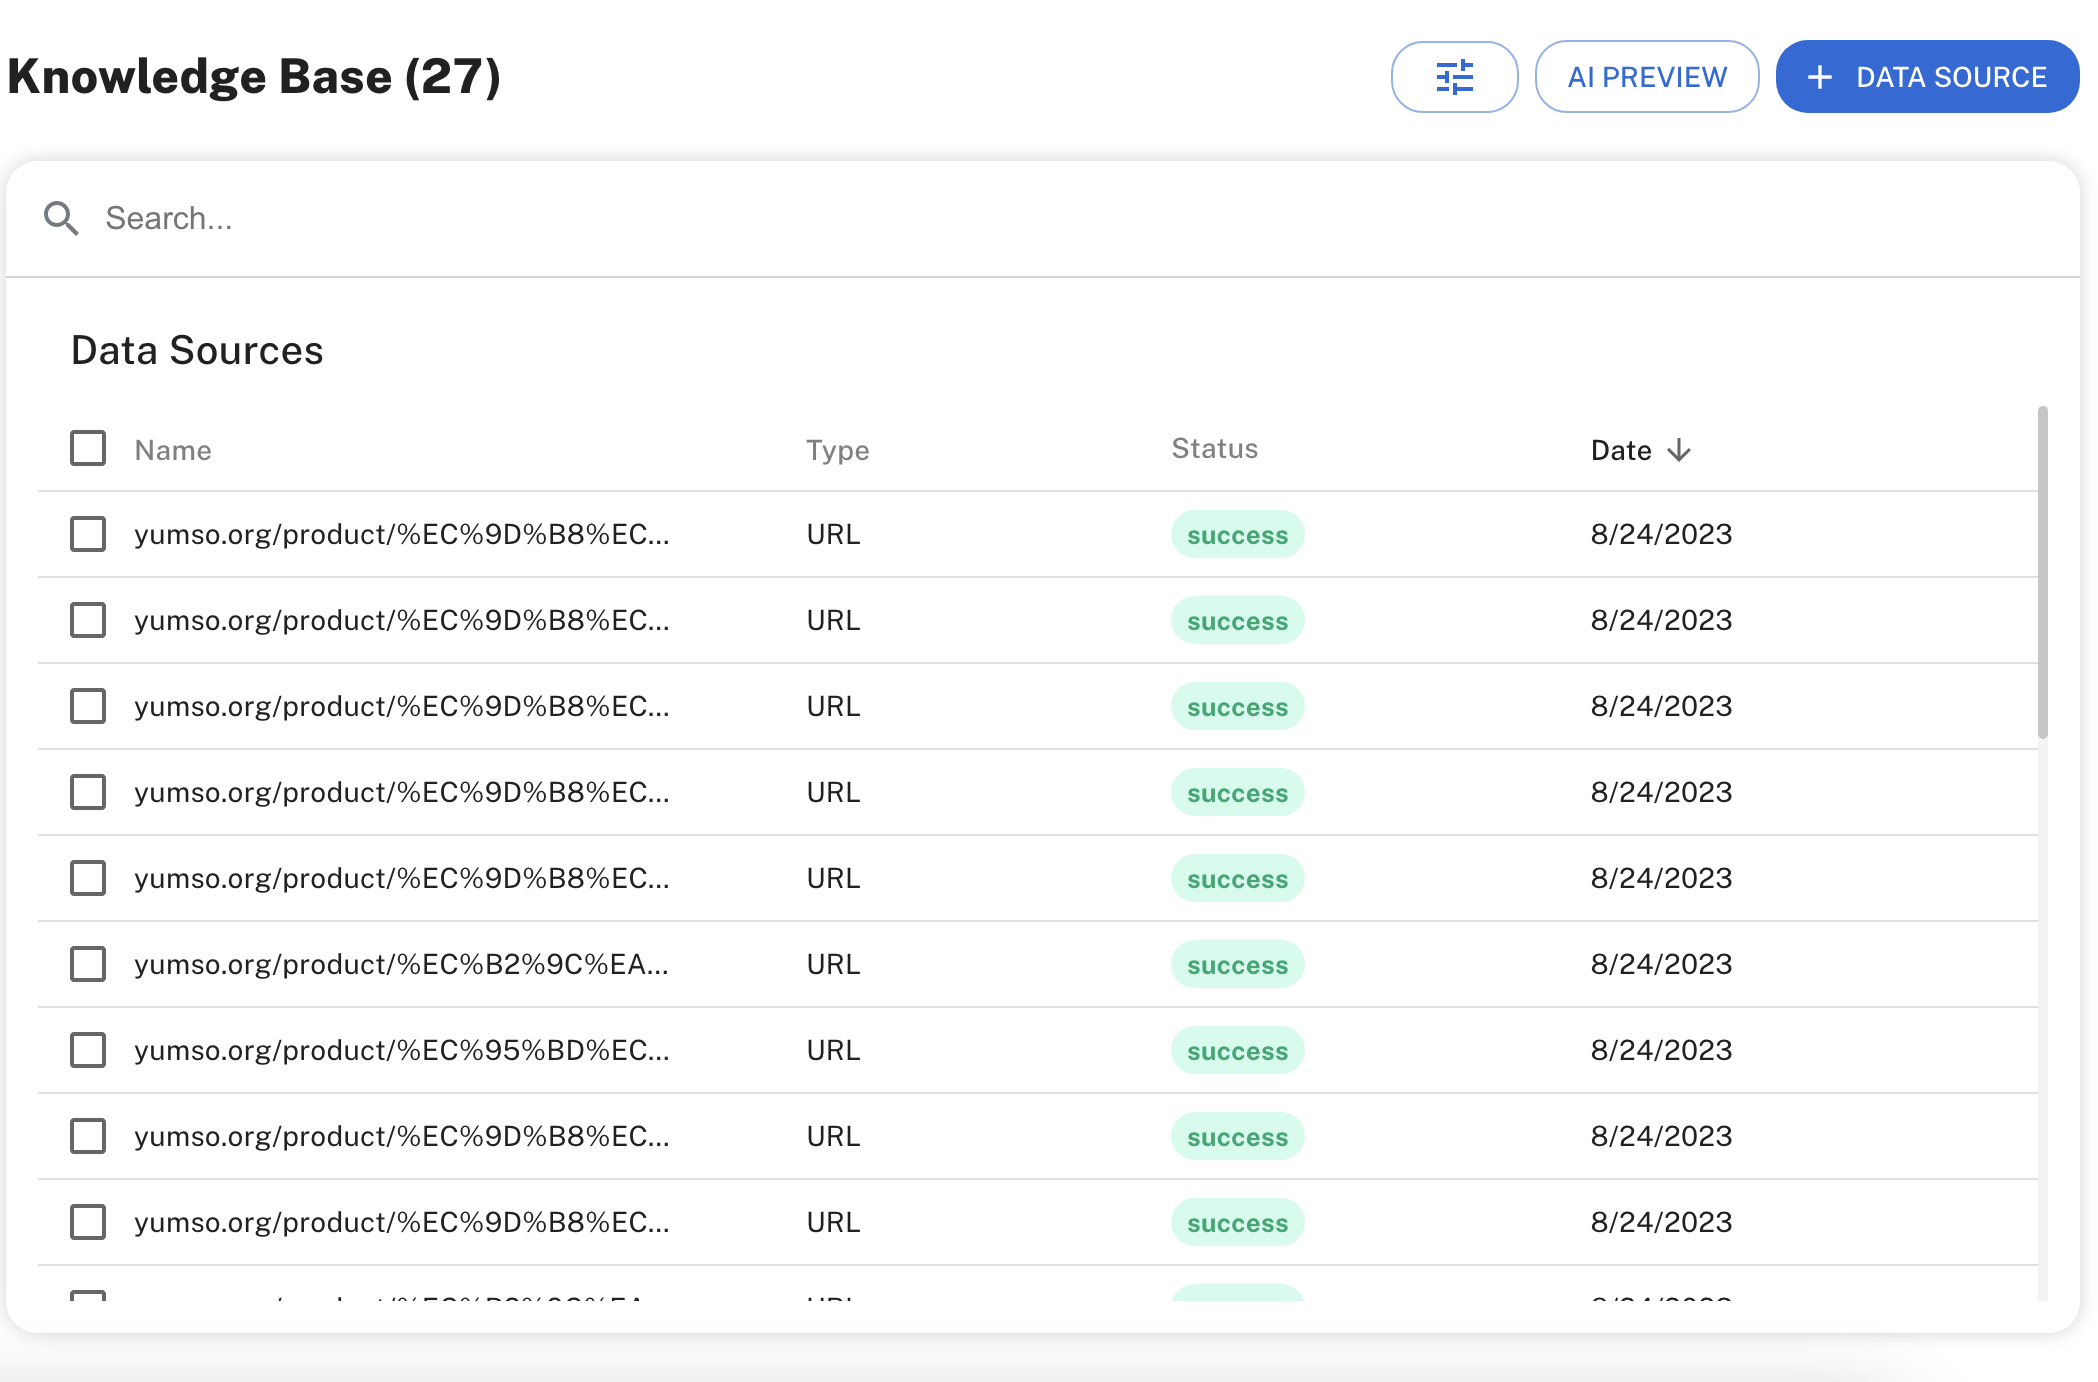 Knowledge Base (27)
AI PREVIEW
+ DATA SOURCE
Search...
Data Sources
Name Type Status Date ↓
yumso.org/product/%EC%9D%B8%EC... URL success 8/24/2023
yumso.org/product/%EC%9D%B8%EC... URL success 8/24/2023
yumso.org/product/%EC%9D%B8%EC... URL success 8/24/2023
yumso.org/product/%EC%9D%B8%EC... URL success 8/24/2023
yumso.org/product/%EC%9D%B8%EC... URL success 8/24/2023
yumso.org/product/%EC%B2%9C%EA... URL success 8/24/2023
yumso.org/product/%EC%95%BD%EC... URL success 8/24/2023
yumso.org/product/%EC%9D%B8%EC... URL success 8/24/2023
yumso.org/product/%EC%9D%B8%EC... URL success 8/24/2023